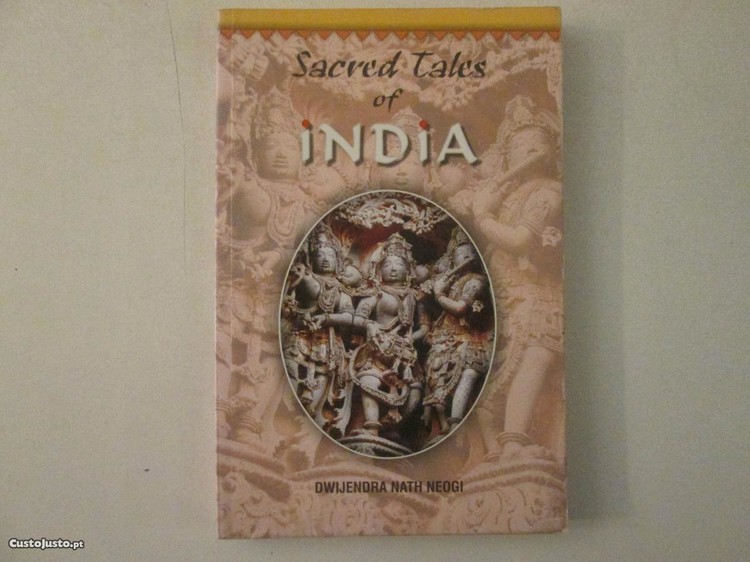 Sacred Tales
of
iNDiA
DWIJENDRA NATH NEOGI
CustoJusto.pt